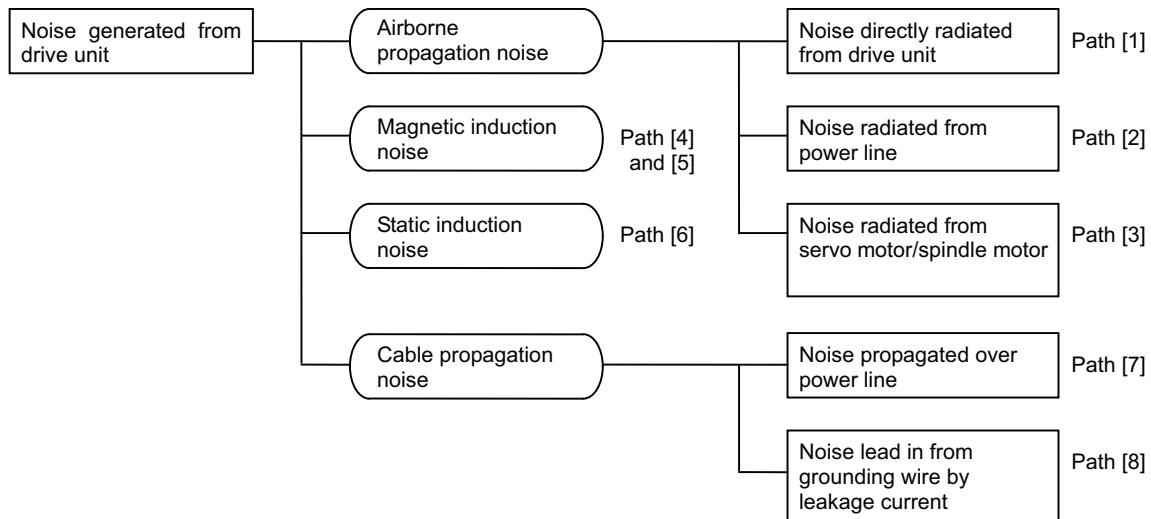 Noise generated from
drive unit
Airborne
propagation noise
Noise directly radiated
from drive unit
Path [1]
Magnetic induction
noise
Path [4]
and [5]
Noise radiated from
power line
Path [2]
Static induction
noise
Path [6]
Noise radiated from
servo motor/spindle motor
Path [3]
Cable propagation
noise
Noise propagated over
power line
Path [7]
Noise lead in from
grounding wire by
leakage current
Path [8]